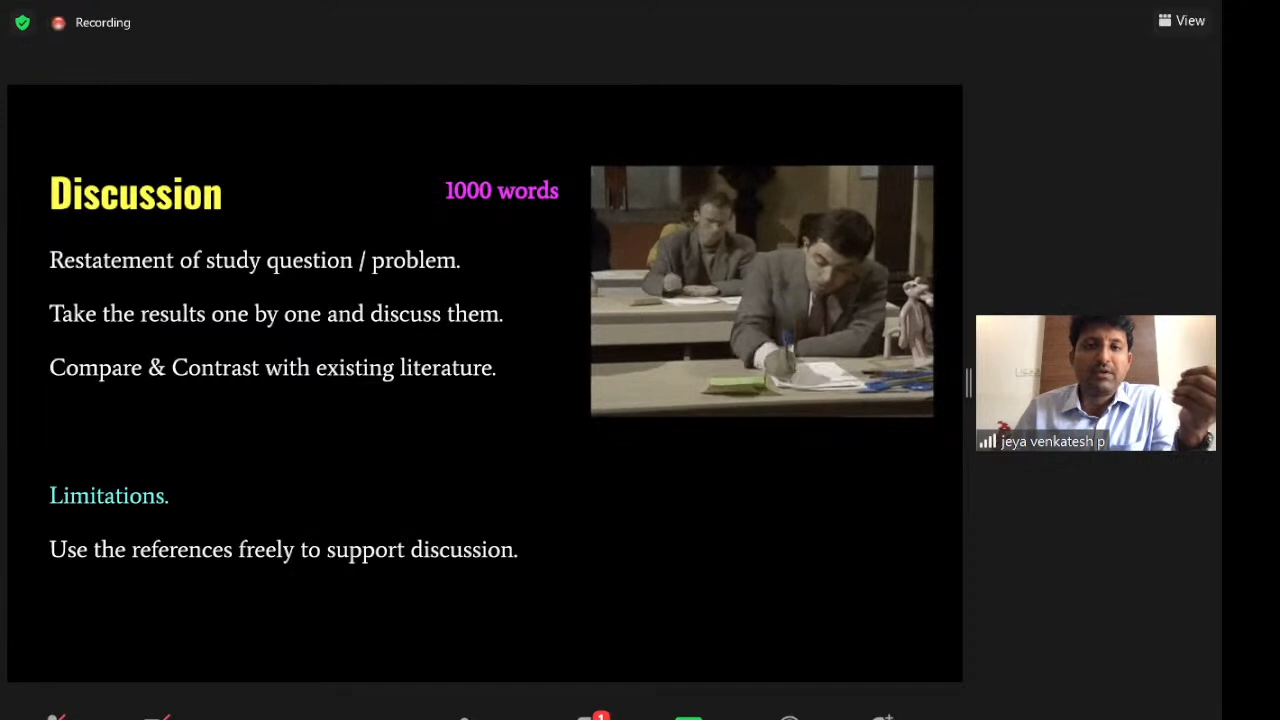 Recording
View
Discussion
1000 words
Restatement of study question / problem.
Take the results one by one and discuss them.
Compare & Contrast with existing literature.
jeya venkatesh p
Limitations.
Use the references freely to support discussion.
1